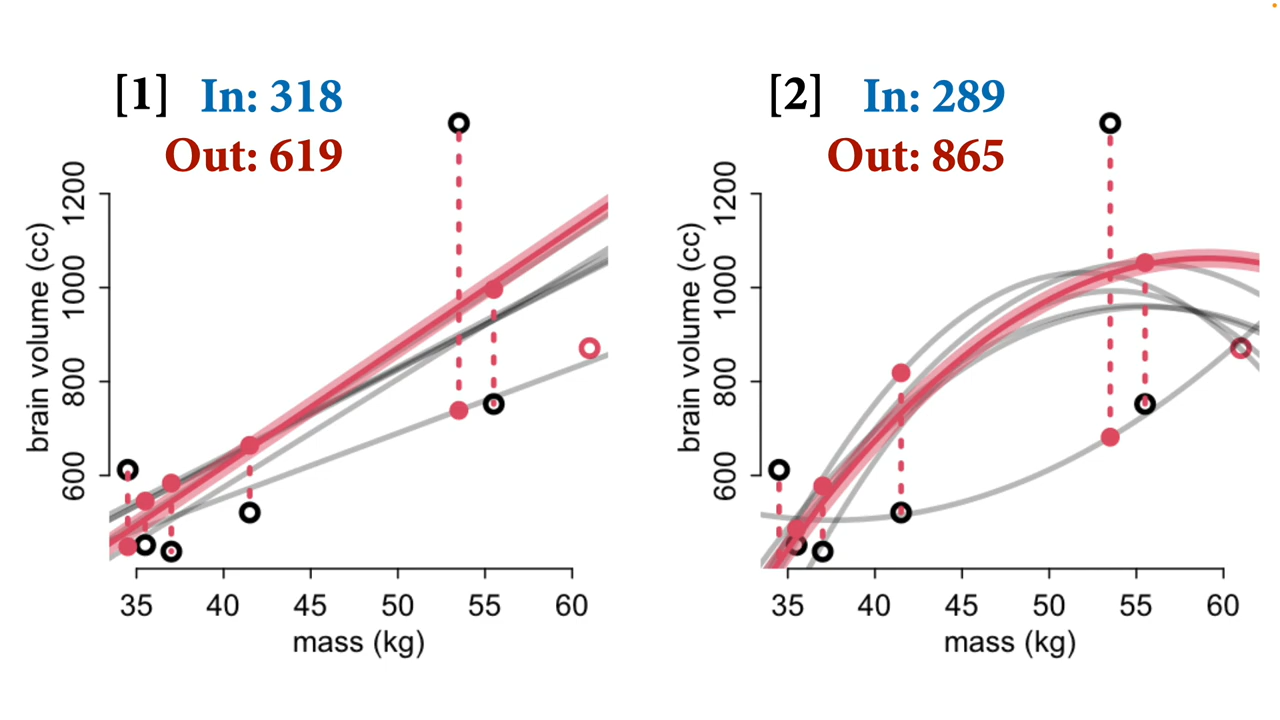 [1] In: 318
Out: 619
brain volume (cc)
1200
1000
800
600
35 40 45 50 55 60
mass (kg)
[2] In: 289
Out: 865
brain volume (cc)
1200
1000
800
600
35 40 45 50 55 60
mass (kg)